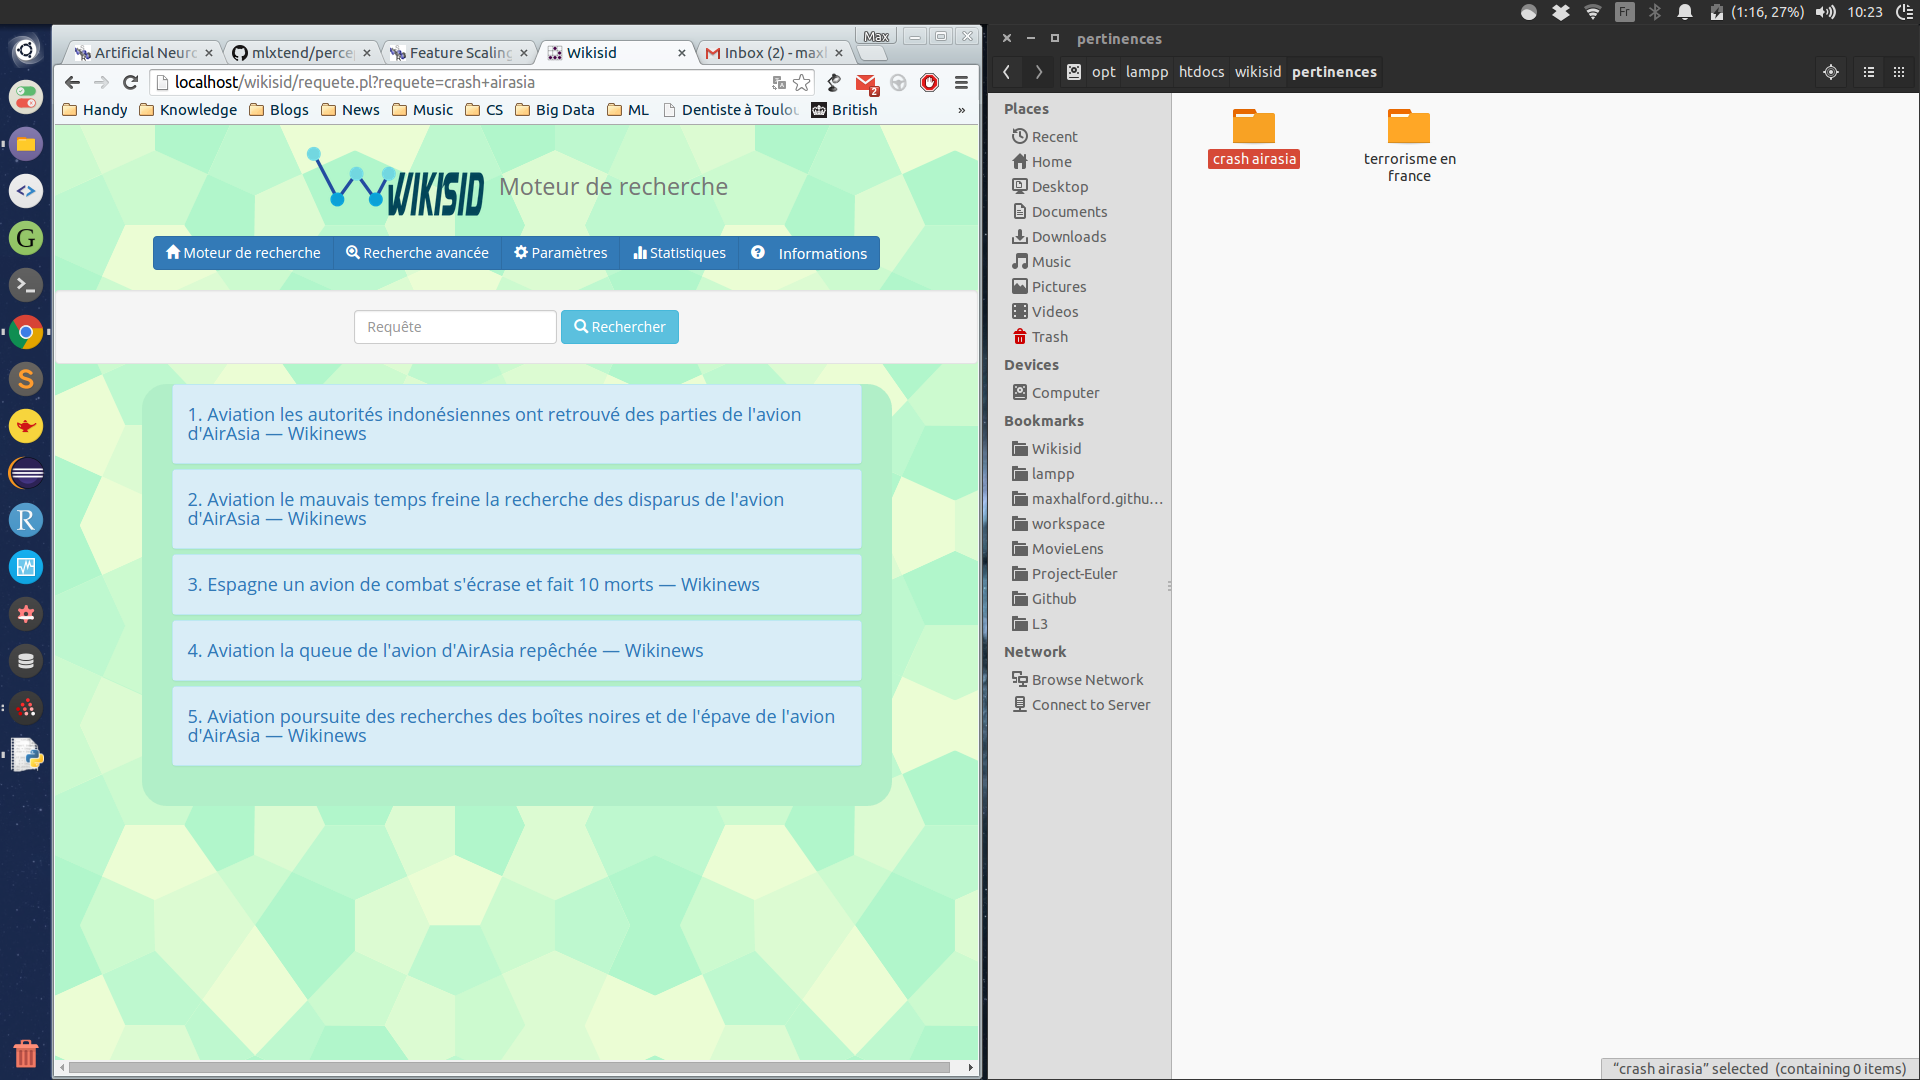 Fr
(1:16, 27%)
10:23
Max
Artificial Neuro
mlxtend/percep
Feature Scaling
Wikisid
Inbox (2) - maxl
localhost/wikisid/requete.pl?requete=crash+airasia
2
Handy
Knowledge
Blogs
News
Music
CS
Big Data
ML
Dentiste à Toulou
British
»
WIKISID
Moteur de recherche
Moteur de recherche
Recherche avancée
Paramètres
Statistiques
Informations
Requête
Rechercher
1. Aviation les autorités indonésiennes ont retrouvé des parties de l'avion
d'AirAsia — Wikinews
2. Aviation le mauvais temps freine la recherche des disparus de l'avion
d'AirAsia — Wikinews
3. Espagne un avion de combat s'écrase et fait 10 morts — Wikinews
4. Aviation la queue de l'avion d'AirAsia repêchée — Wikinews
5. Aviation poursuite des recherches des boîtes noires et de l'épave de l'avion
d'AirAsia — Wikinews
pertinences
opt
lampp
htdocs
wikisid
pertinences
Places
Recent
Home
Desktop
Documents
Downloads
Music
Pictures
Videos
Trash
Devices
Computer
Bookmarks
Wikisid
lampp
maxhalford.githu...
workspace
MovieLens
Project-Euler
Github
L3
Network
Browse Network
Connect to Server
crash airasia
terrorisme en
france
“crash airasia” selected (containing 0 items)